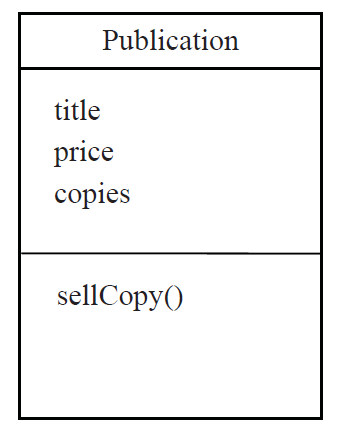 Publication
title
price
copies
sellCopy()